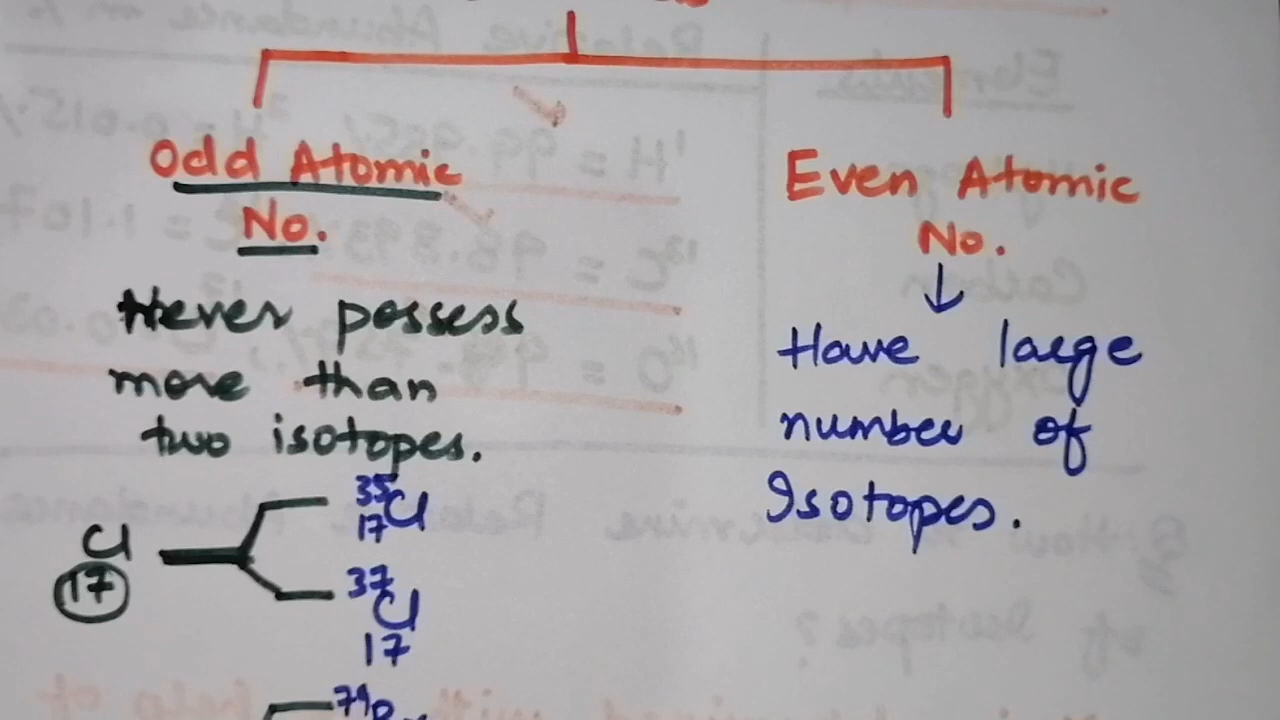 Odd Atomic
No.
Never possess
more than
two isotopes.
35
17 Cl
Cl
17
37
Cl
17
79
Even Atomic
No.
↓
Have large
number of
Isotopes.